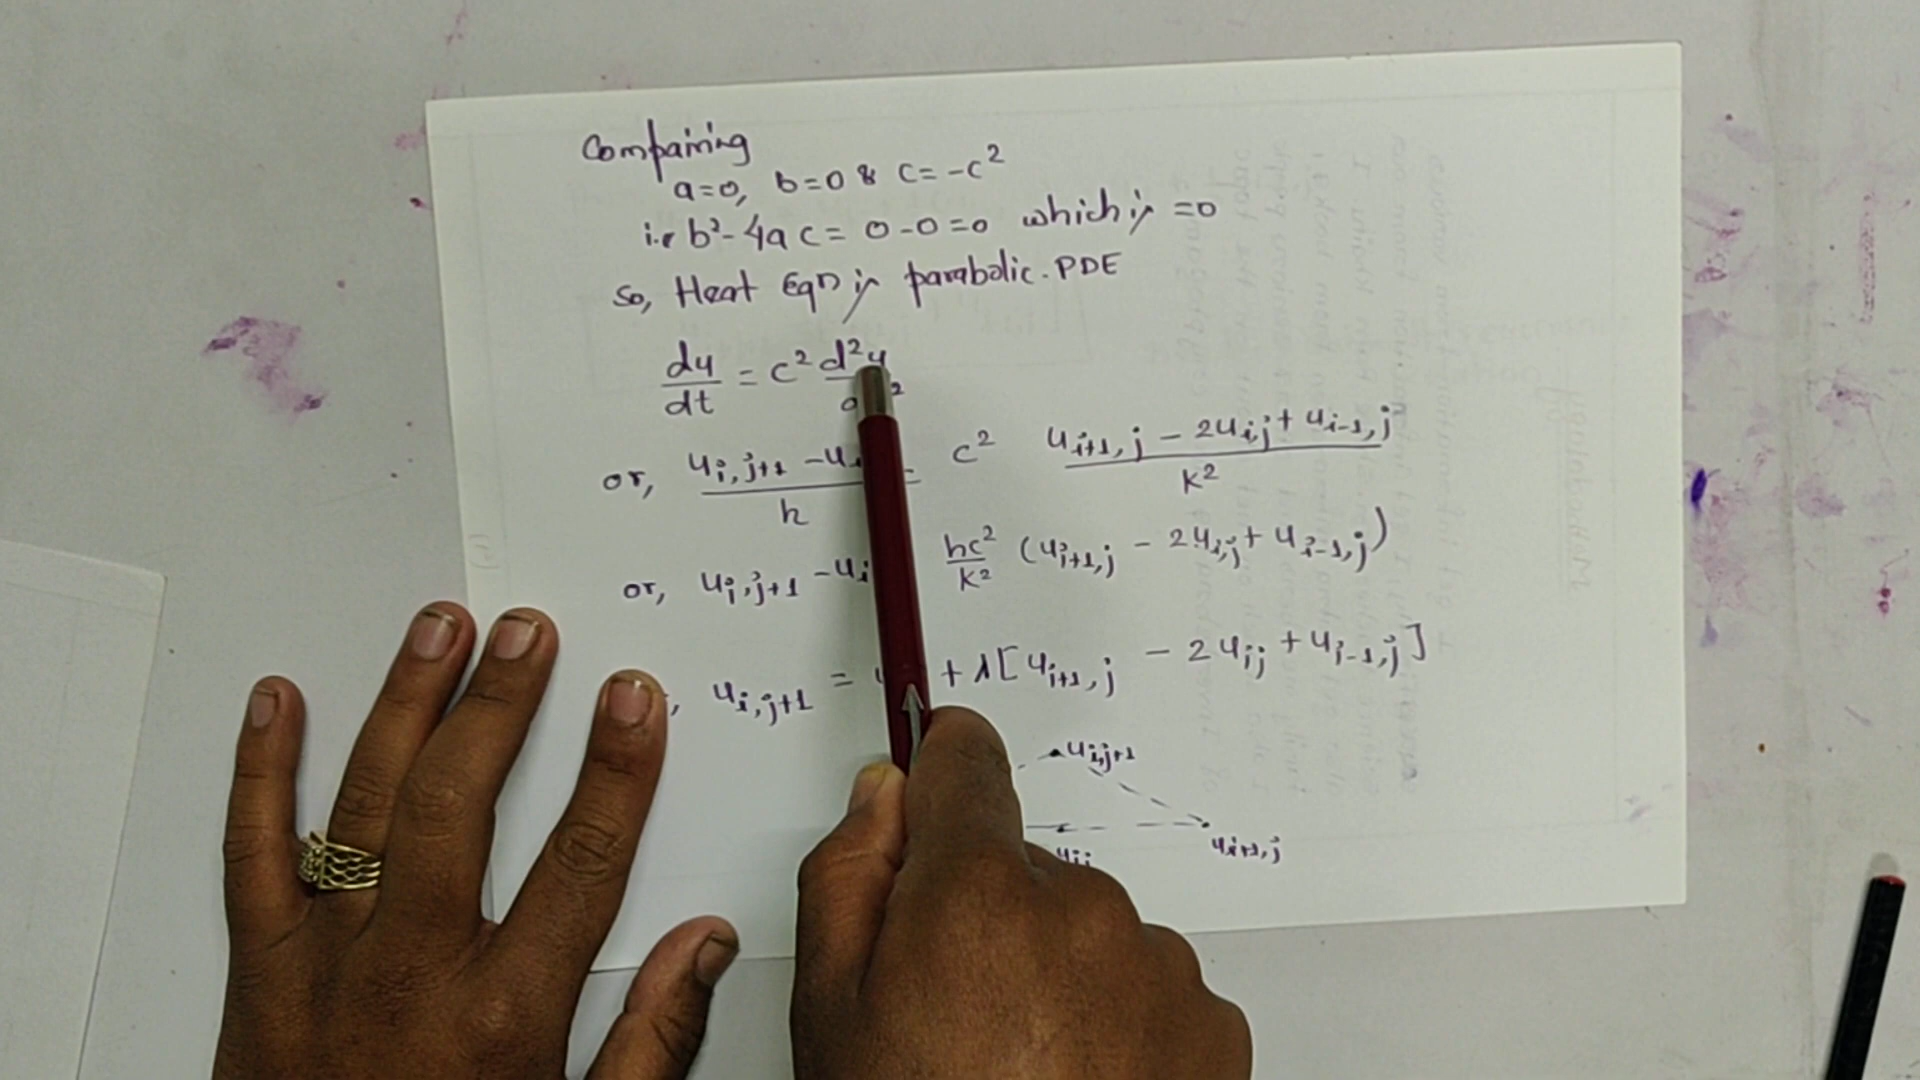 Comparing
a=0, b=0 & c= -c²
i.e b²- 4ac = 0-0=0 which is =0
So, Heat Eqn is parabolic. PDE
du/dt = c² d²u
or, u_{i,j+1} - u / h c² (u_{i+1,j} - 2u_{i,j} + u_{i-1,j}) / k²
or, u_{i,j+1} - u_i hc²/k² (u_{i+1,j} - 2u_{i,j} + u_{i-1,j})
, u_{i,j+1} = + λ[u_{i+1,j} - 2u_{ij} + u_{i-1,j}]
u_{i,j+1}
u_{ij} u_{i+1,j}